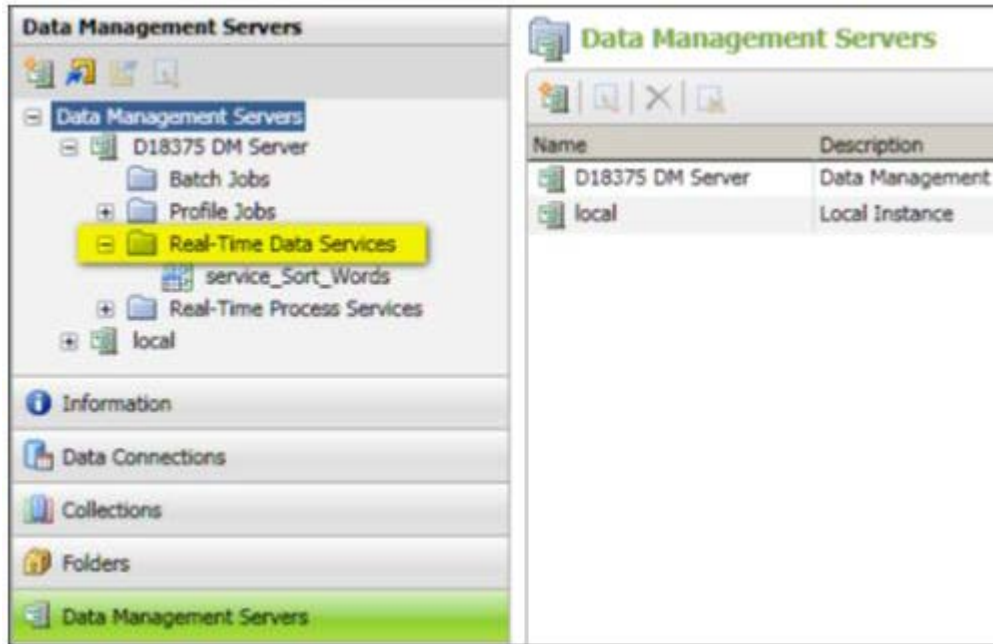 Data Management Servers
Data Management Servers
D18375 DM Server
Batch Jobs
Profile Jobs
Real-Time Data Services
service_Sort_Words
Real-Time Process Services
local
Information
Data Connections
Collections
Folders
Data Management Servers
Data Management Servers
Name Description
D18375 DM Server Data Management
local Local Instance